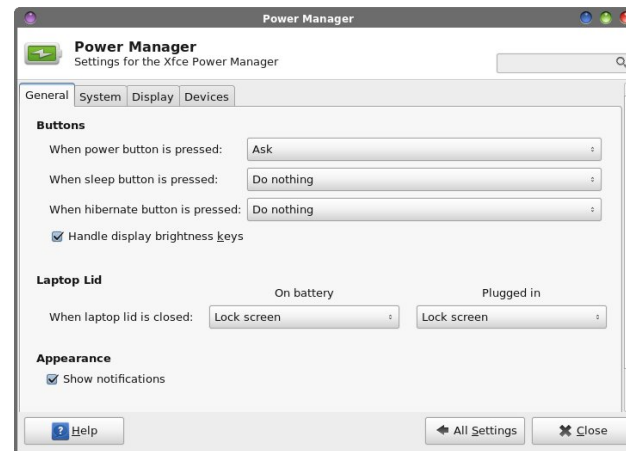 Power Manager
Power Manager
Settings for the Xfce Power Manager
General System Display Devices
Buttons
When power button is pressed: Ask
When sleep button is pressed: Do nothing
When hibernate button is pressed: Do nothing
Handle display brightness keys
Laptop Lid
On battery Plugged in
When laptop lid is closed: Lock screen Lock screen
Appearance
Show notifications
? Help All Settings Close